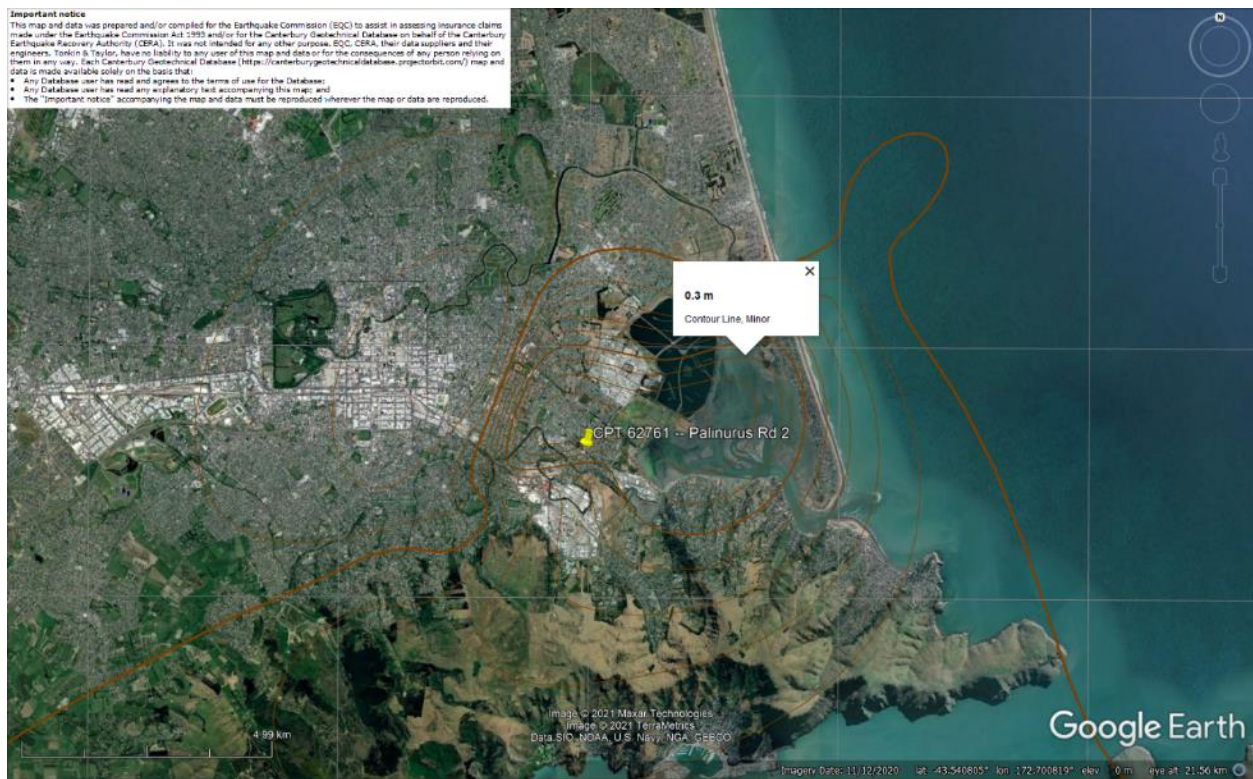 Important notice
This map and data was prepared and/or compiled for the Earthquake Commission (EQC) to assist in assessing insurance claims
made under the Earthquake Commission Act 1993 and/or for the Canterbury Geotechnical Database on behalf of the Canterbury
Earthquake Recovery Authority (CERA). It was not intended for any other purpose. EQC, CERA, their data suppliers and their
engineers, Tonkin & Taylor, have no liability to any user of this map and data or for the consequences of any person relying on
them in any way. Each Canterbury Geotechnical Database (https://canterburygeotechnicaldatabase.projectorbit.com/) map and
data is made available solely on the basis that:
• Any Database user has read and agrees to the terms of use for the Database;
• Any Database user has read any explanatory text accompanying this map; and
• The "Important notice" accompanying the map and data must be reproduced wherever the map or data are reproduced.
N
0.3 m
Contour Line, Minor
CPT 62761 -- Palinurus Rd 2
4.99 km
Image © 2021 Maxar Technologies
Image © 2021 TerraMetrics
Data SIO, NOAA, U.S. Navy, NGA, GEBCO
Google Earth
Imagery Date: 11/12/2020 lat -43.540805° lon 172.700819° elev 0 m eye alt 21.56 km